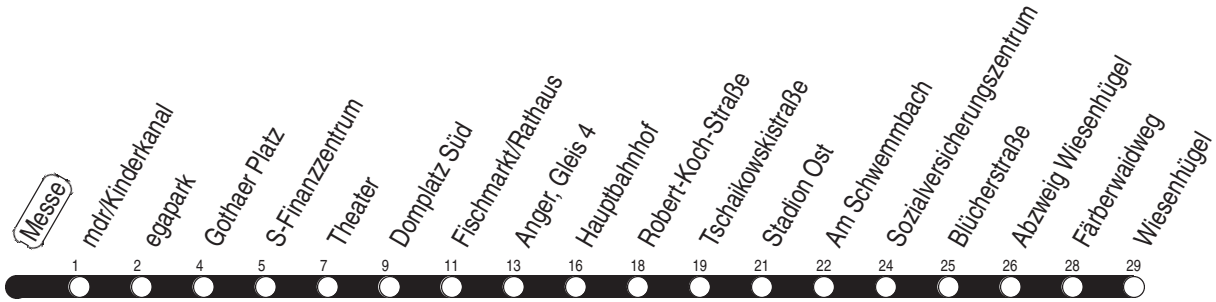 Messe
mdr/Kinderkanal
egapark
Gothaer Platz
S-Finanzzentrum
Theater
Domplatz Süd
Fischmarkt/Rathaus
Anger, Gleis 4
Hauptbahnhof
Robert-Koch-Straße
Tschaikowskistraße
Stadion Ost
Am Schwemmbach
Sozialversicherungszentrum
Blücherstraße
Abzweig Wiesenhügel
Färberwaidweg
Wiesenhügel
1 2 4 5 7 9 11 13 16 18 19 21 22 24 25 26 28 29